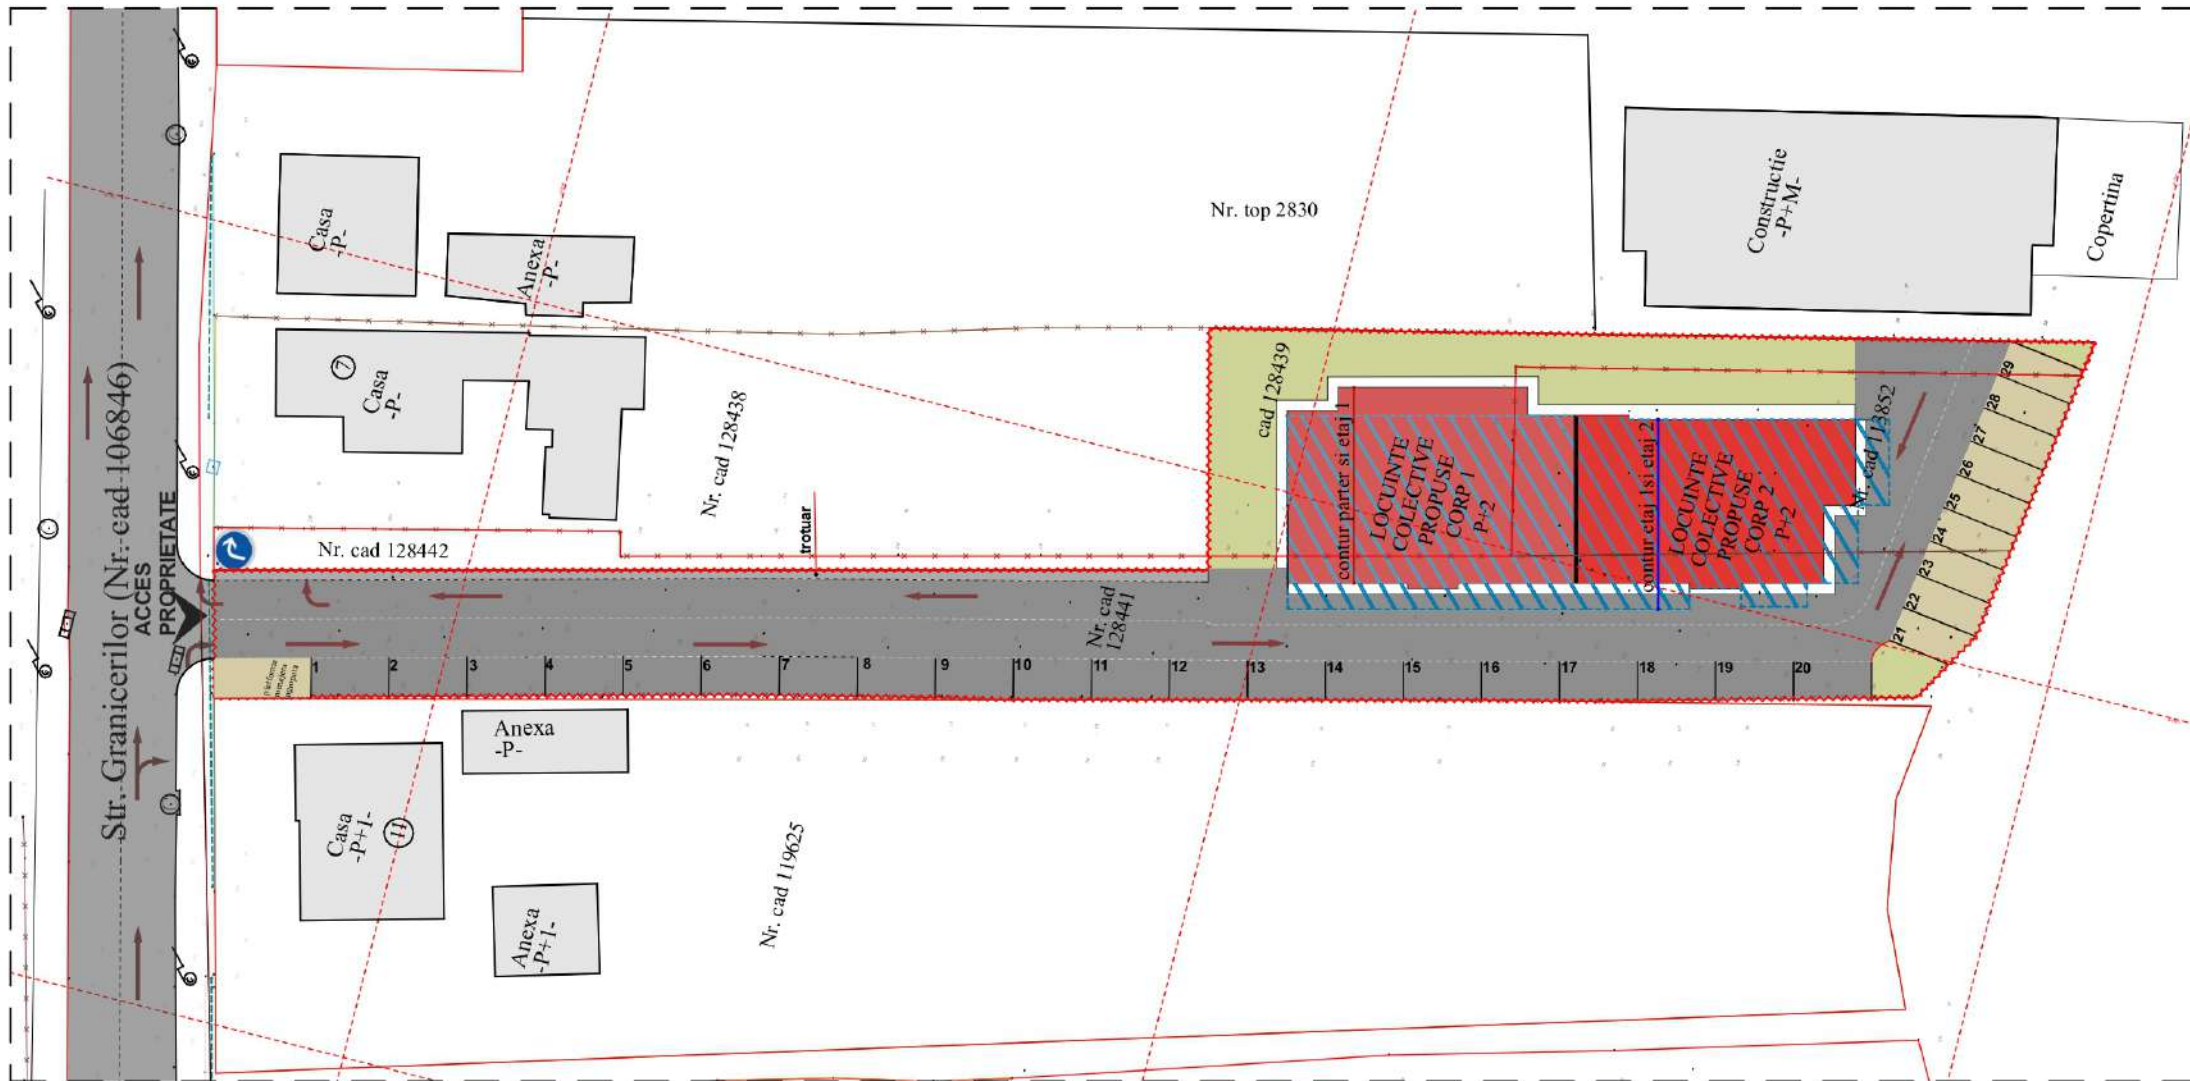 Str. Granicerilor (Nr. cad 106846)
ACCES
PROPRIETATE
Casa
-P-
Anexa
-P-
7
Casa
-P-
Nr. cad 128438
Nr. cad 128442
trotuar
Nr. top 2830
Constructie
-P+M-
Copertina
cad 128439
contur parter si etaj 1
LOCUINTE
COLECTIVE
PROPUSE
CORP 1
P+2
contur etaj 1si etaj 2
LOCUINTE
COLECTIVE
PROPUSE
CORP 2
P+2
Nr. cad 113852
Nr. cad
128441
Platforma
1
2
3
4
5
6
7
8
9
10
11
12
13
14
15
16
17
18
19
20
21
22
23
24
25
26
27
28
29
Anexa
-P-
Casa
-P+1-
11
Anexa
-P+1-
Nr. cad 119625